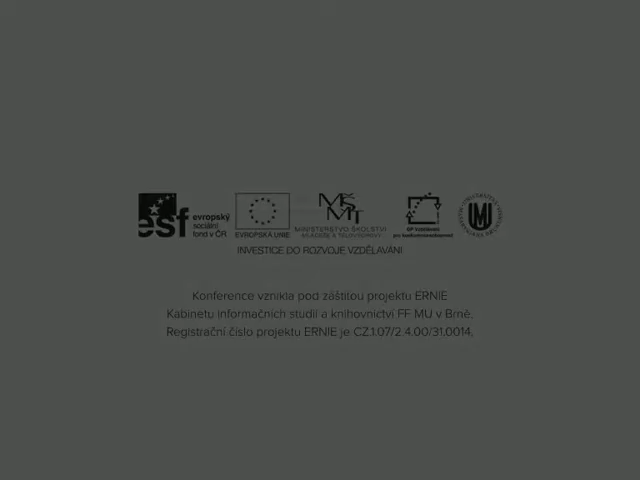 esf
evropský
sociální
fond v ČR
EVROPSKÁ UNIE
MŠMT
MINISTERSTVO ŠKOLSTVÍ
MLÁDEŽE A TĚLOVÝCHOVY
OP Vzdělávání
pro konkurenceschopnost
MU
INVESTICE DO ROZVOJE VZDĚLÁVÁNÍ
Konference vznikla pod záštitou projektu ERNIE
Kabinetu informačních studií a knihovnictví FF MU v Brně.
Registrační číslo projektu ERNIE je CZ.1.07/2.4.00/31.0014.